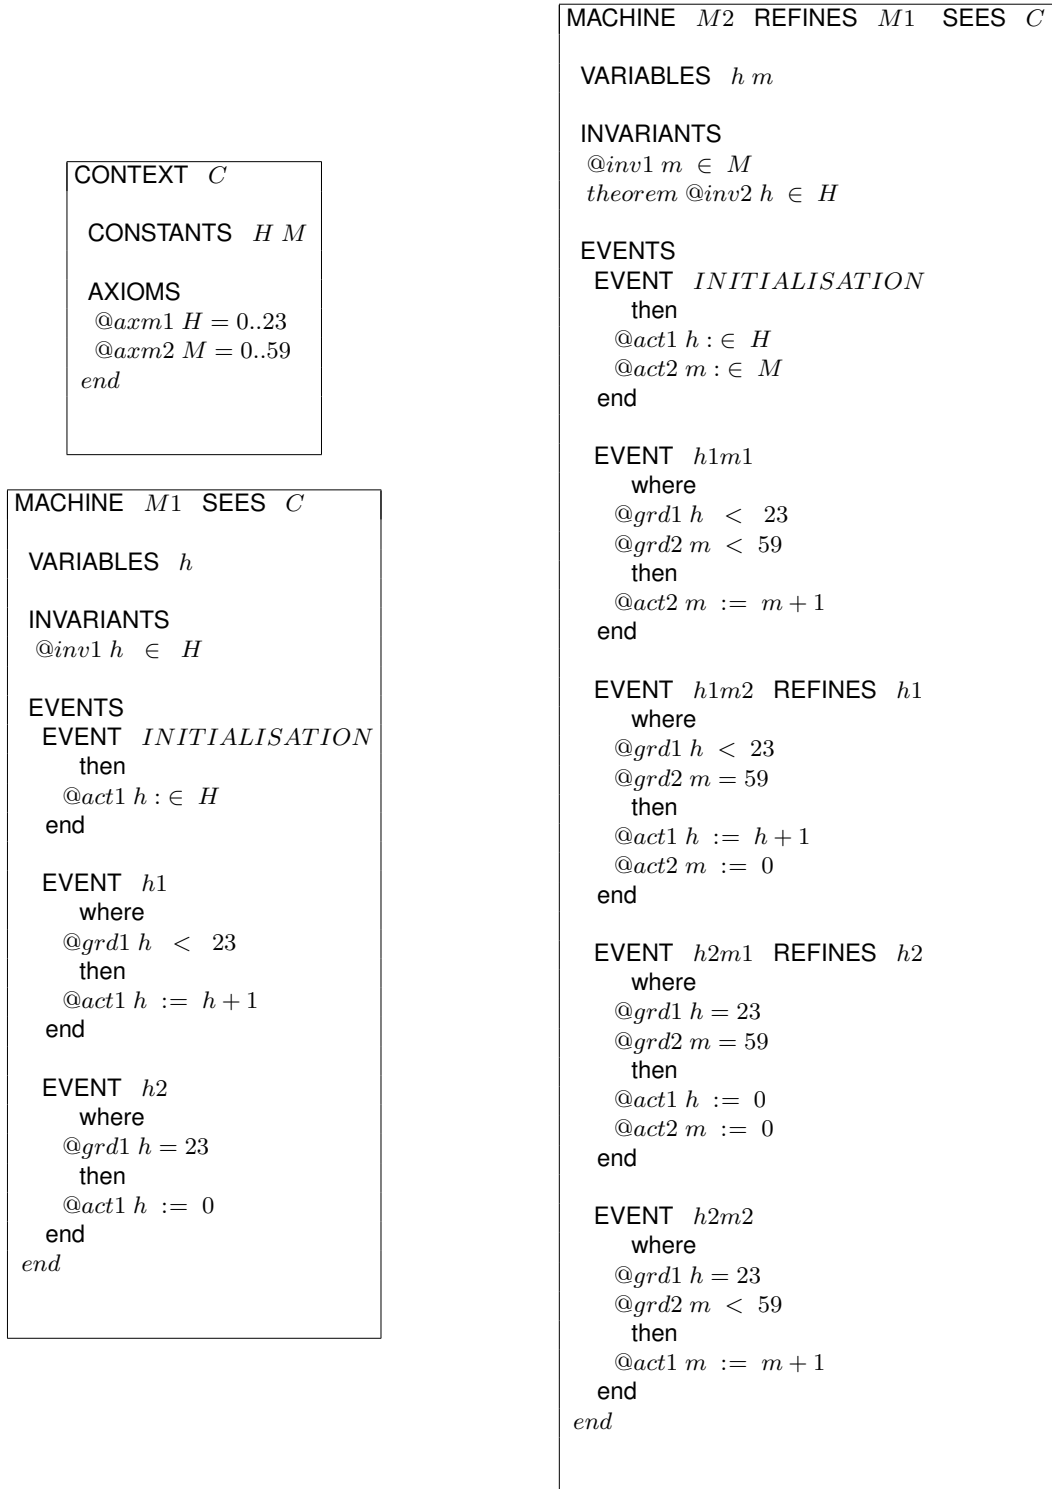 CONTEXT C
CONSTANTS H M
AXIOMS
@axm1 H = 0..23
@axm2 M = 0..59
end
MACHINE M1 SEES C
VARIABLES h
INVARIANTS
@inv1 h ∈ H
EVENTS
EVENT INITIALISATION
then
@act1 h :∈ H
end
EVENT h1
where
@grd1 h < 23
then
@act1 h := h + 1
end
EVENT h2
where
@grd1 h = 23
then
@act1 h := 0
end
end
MACHINE M2 REFINES M1 SEES C
VARIABLES h m
INVARIANTS
@inv1 m ∈ M
theorem @inv2 h ∈ H
EVENTS
EVENT INITIALISATION
then
@act1 h :∈ H
@act2 m :∈ M
end
EVENT h1m1
where
@grd1 h < 23
@grd2 m < 59
then
@act2 m := m + 1
end
EVENT h1m2 REFINES h1
where
@grd1 h < 23
@grd2 m = 59
then
@act1 h := h + 1
@act2 m := 0
end
EVENT h2m1 REFINES h2
where
@grd1 h = 23
@grd2 m = 59
then
@act1 h := 0
@act2 m := 0
end
EVENT h2m2
where
@grd1 h = 23
@grd2 m < 59
then
@act1 m := m + 1
end
end